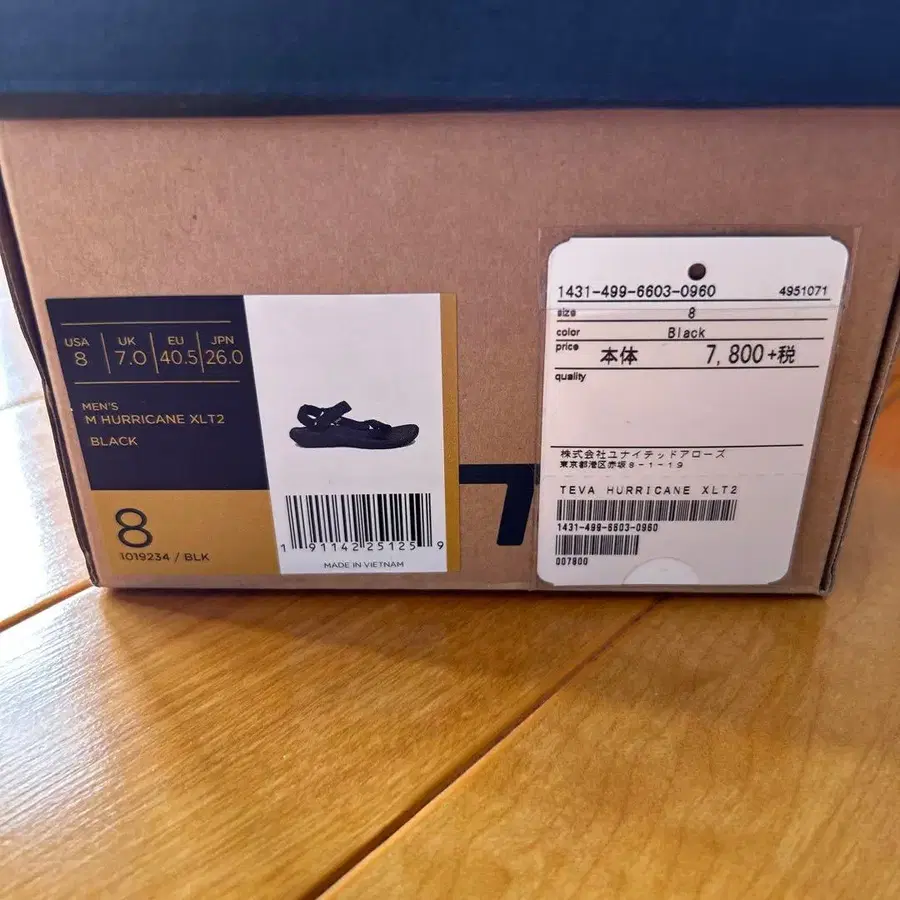 USA UK EU JPN
8 7.0 40.5 26.0
MEN'S
M HURRICANE XLT2
BLACK
8
1019234 / BLK
1 91142 25125 9
MADE IN VIETNAM
1431-499-6603-0960 4951071
size 8
color Black
price 本体 7,800+税
quality
株式会社ユナイテッドアローズ
東京都港区赤坂8-1-19
TEVA HURRICANE XLT2
1431-499-6603-0960
007800